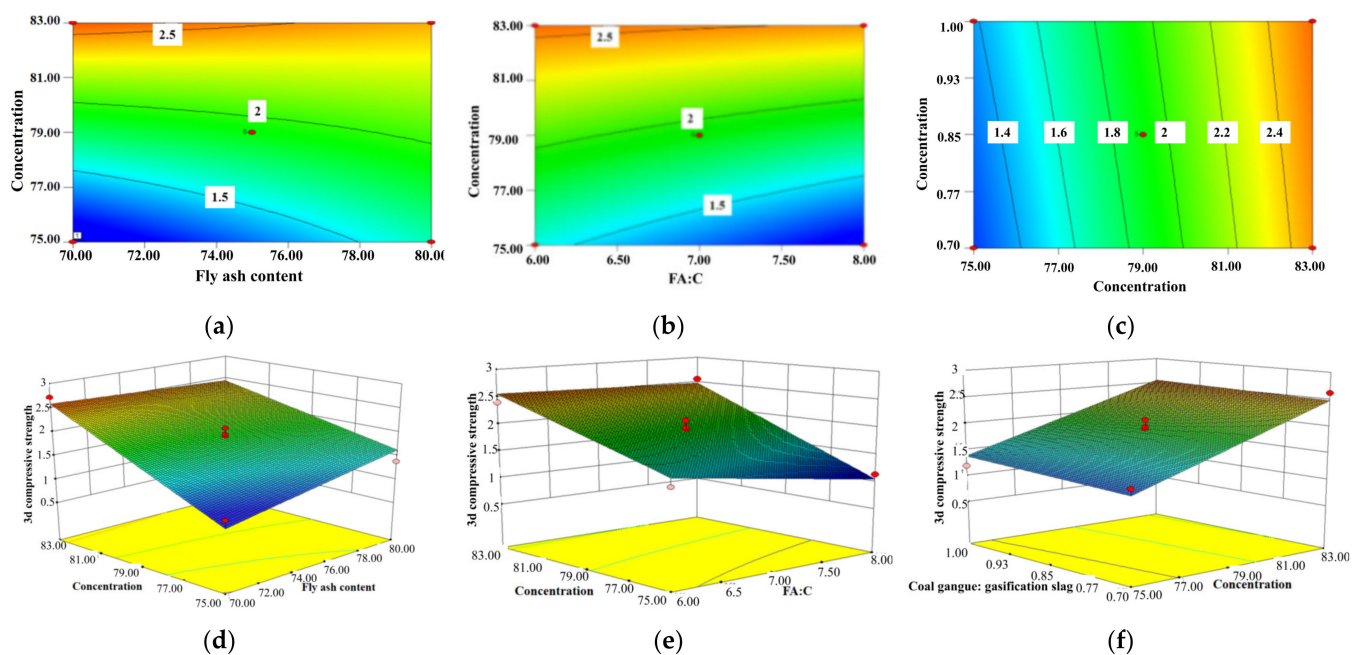 83.00
81.00
79.00
77.00
75.00
Concentration
2.5
2
1.5
5
1
70.00 72.00 74.00 76.00 78.00 80.00
Fly ash content
(a)
83.00
81.00
79.00
77.00
75.00
Concentration
2.5
2
1.5
6.00 6.50 7.00 7.50 8.00
FA:C
(b)
1.00
0.93
0.85
0.77
0.70
Concentration
1.4 1.6 1.8 2 2.2 2.4
75.00 77.00 79.00 81.00 83.00
Concentration
(c)
3
2.5
2
1.5
1
0.5
3d compressive strength
83.00 81.00 79.00 77.00 75.00
Concentration
70.00 72.00 74.00 76.00 78.00 80.00
Fly ash content
(d)
3
2.5
2
1.5
1
0.5
3d compressive strength
83.00 81.00 79.00 77.00 75.00
Concentration
6.00 6.5 7.00 7.50 8.00
FA:C
(e)
3
2.5
2
1.5
1
0.5
3d compressive strength
1.00 0.93 0.85 0.77 0.70
Coal gangue: gasification slag
75.00 77.00 79.00 81.00 83.00
Concentration
(f)